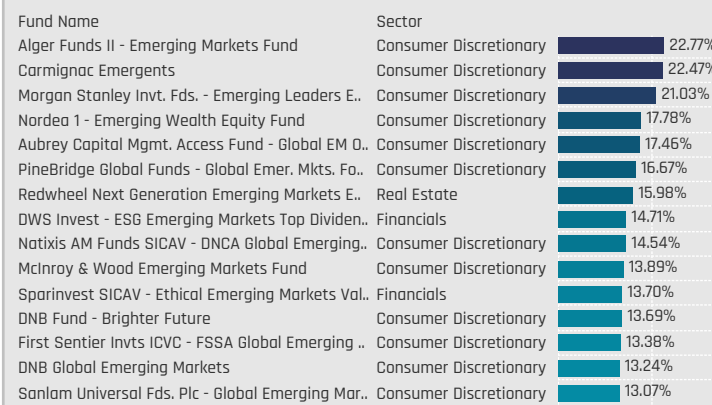 Fund Name Sector
Alger Funds II - Emerging Markets Fund Consumer Discretionary 22.77%
Carmignac Emergents Consumer Discretionary 22.47%
Morgan Stanley Invt. Fds. - Emerging Leaders E.. Consumer Discretionary 21.03%
Nordea 1 - Emerging Wealth Equity Fund Consumer Discretionary 17.78%
Aubrey Capital Mgmt. Access Fund - Global EM O.. Consumer Discretionary 17.46%
PineBridge Global Funds - Global Emer. Mkts. Fo.. Consumer Discretionary 16.67%
Redwheel Next Generation Emerging Markets E.. Real Estate 15.98%
DWS Invest - ESG Emerging Markets Top Dividen.. Financials 14.71%
Natixis AM Funds SICAV - DNCA Global Emerging.. Consumer Discretionary 14.54%
McInroy & Wood Emerging Markets Fund Consumer Discretionary 13.89%
Sparinvest SICAV - Ethical Emerging Markets Val.. Financials 13.70%
DNB Fund - Brighter Future Consumer Discretionary 13.69%
First Sentier Invts ICVC - FSSA Global Emerging .. Consumer Discretionary 13.38%
DNB Global Emerging Markets Consumer Discretionary 13.24%
Sanlam Universal Fds. Plc - Global Emerging Mar.. Consumer Discretionary 13.07%